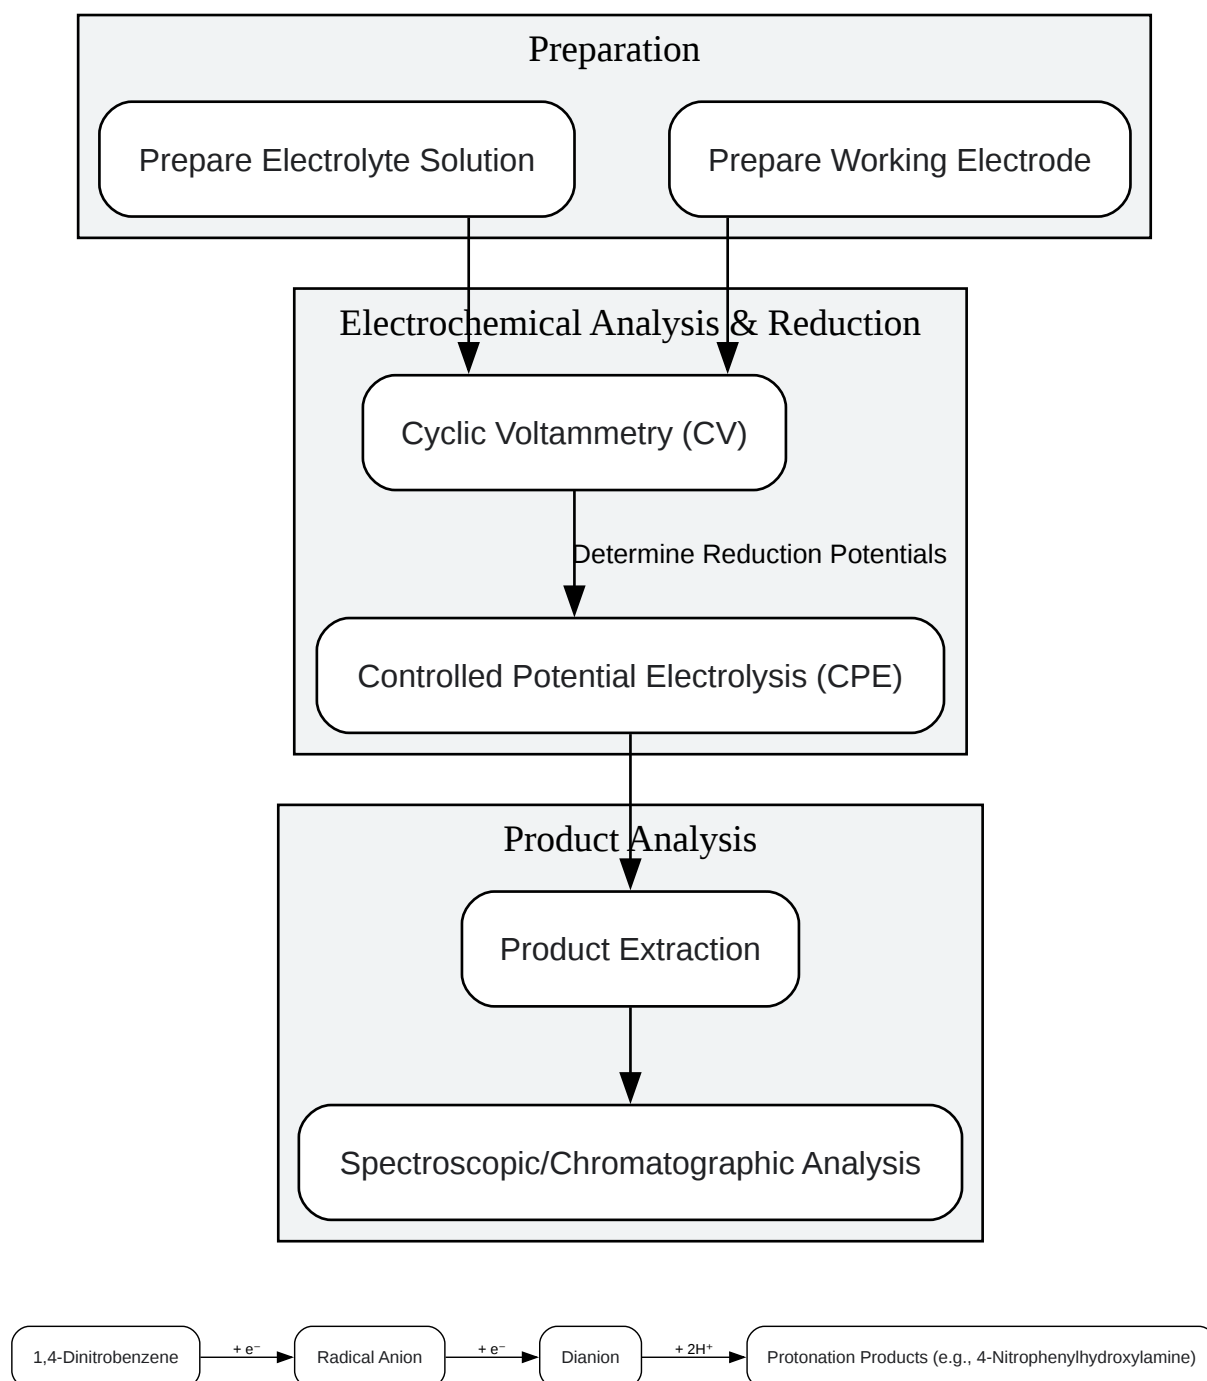 Preparation
Prepare Electrolyte Solution
Prepare Working Electrode
Electrochemical Analysis & Reduction
Cyclic Voltammetry (CV)
Determine Reduction Potentials
Controlled Potential Electrolysis (CPE)
Product Analysis
Product Extraction
Spectroscopic/Chromatographic Analysis
1,4-Dinitrobenzene
+ e⁻
Radical Anion
+ e⁻
Dianion
+ 2H⁺
Protonation Products (e.g., 4-Nitrophenylhydroxylamine)